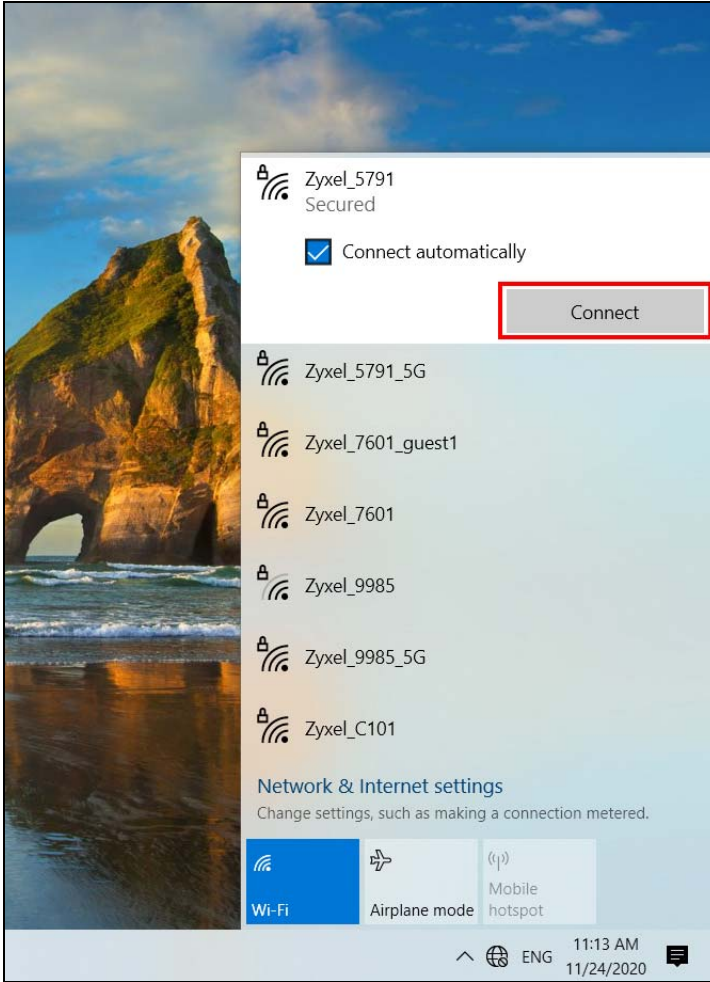 Zyxel_5791
Secured
Connect automatically
Connect
Zyxel_5791_5G
Zyxel_7601_guest1
Zyxel_7601
Zyxel_9985
Zyxel_9985_5G
Zyxel_C101
Network & Internet settings
Change settings, such as making a connection metered.
Wi-Fi
Airplane mode
Mobile
hotspot
ENG
11:13 AM
11/24/2020